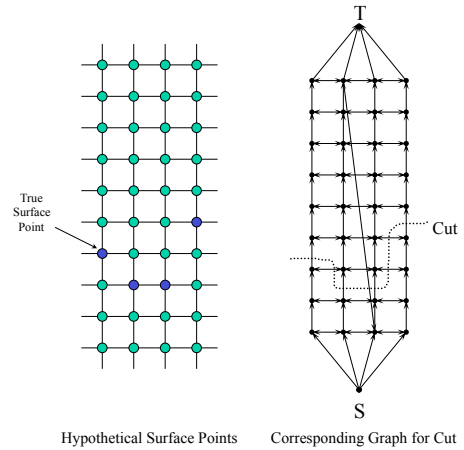 T
True
Surface
Point
Cut
S
Hypothetical Surface Points
Corresponding Graph for Cut